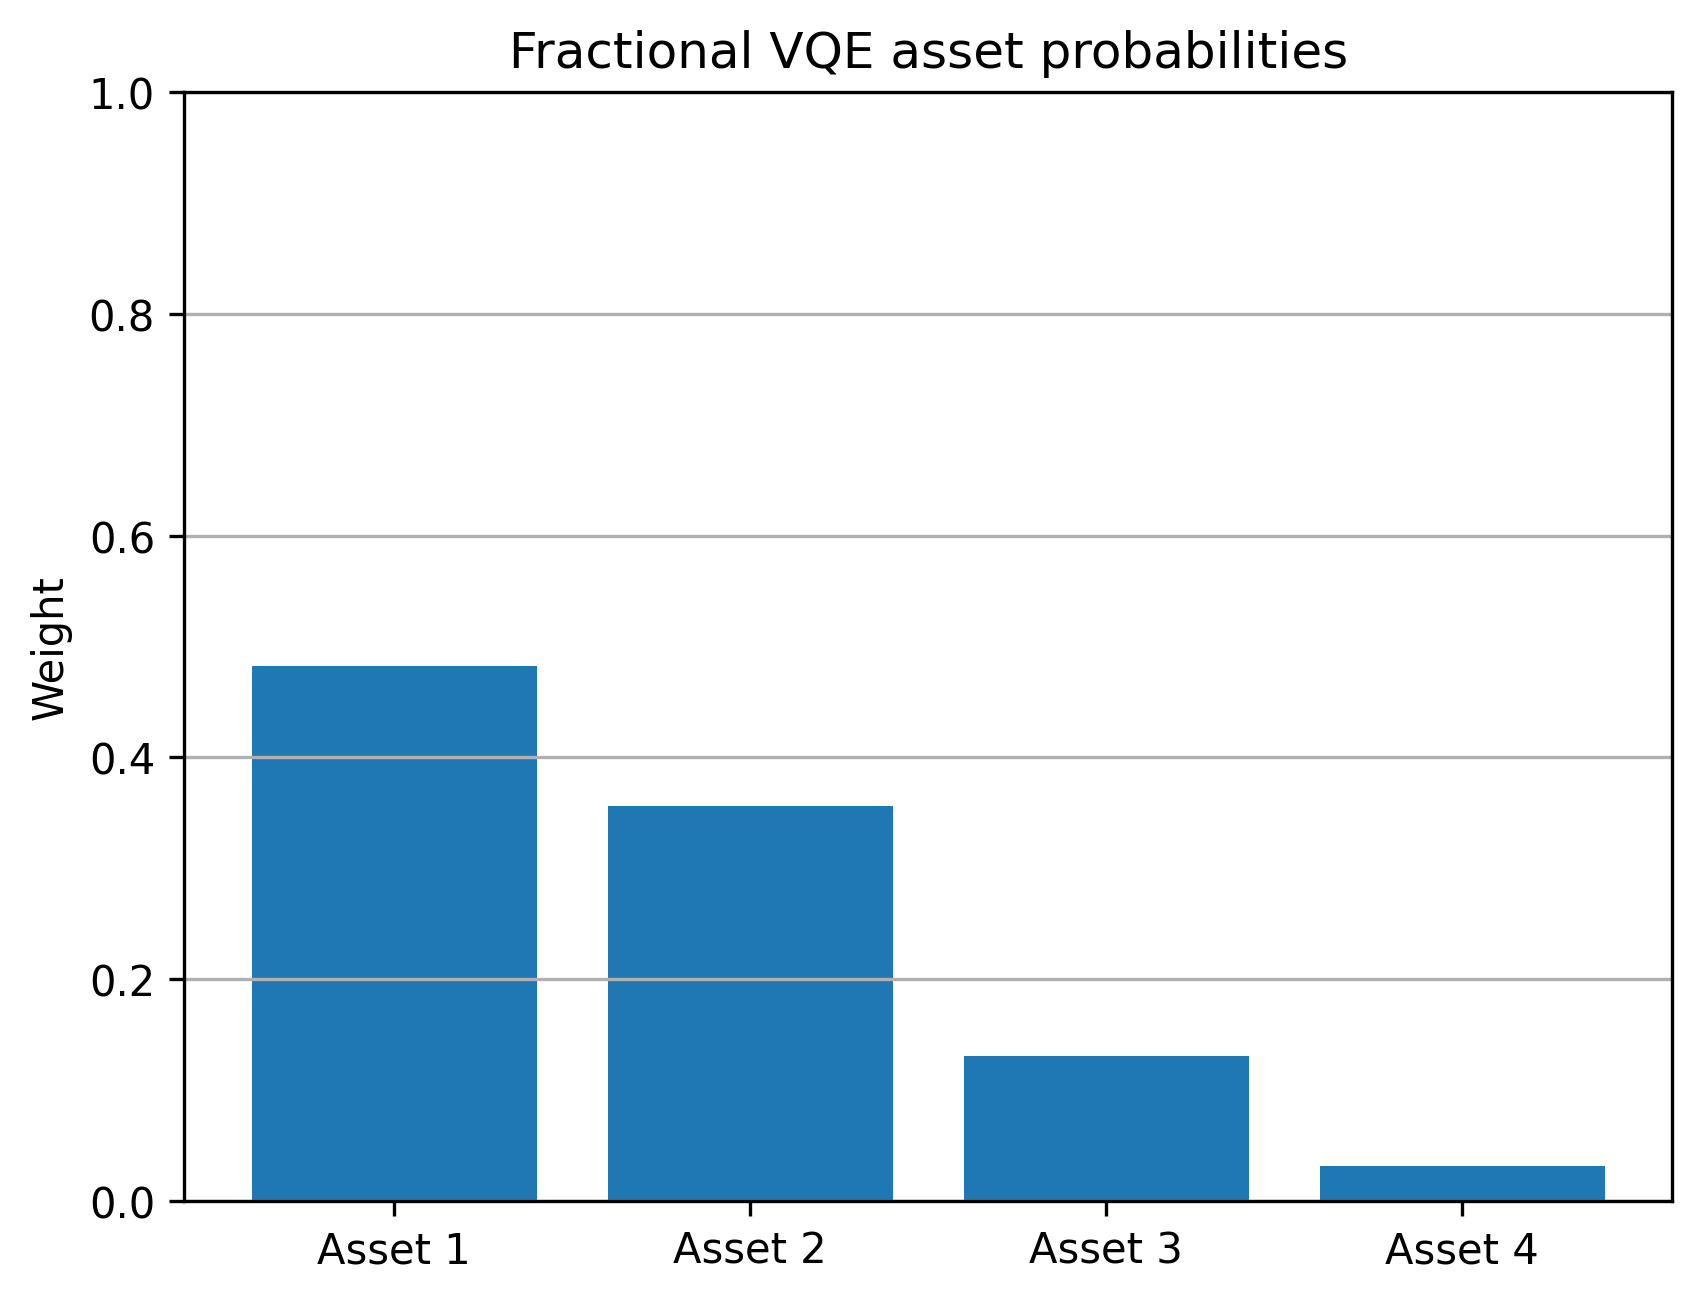 Fractional VQE asset probabilities
1.0
0.8
0.6
0.4
0.2
0.0
Weight
Asset 1
Asset 2
Asset 3
Asset 4